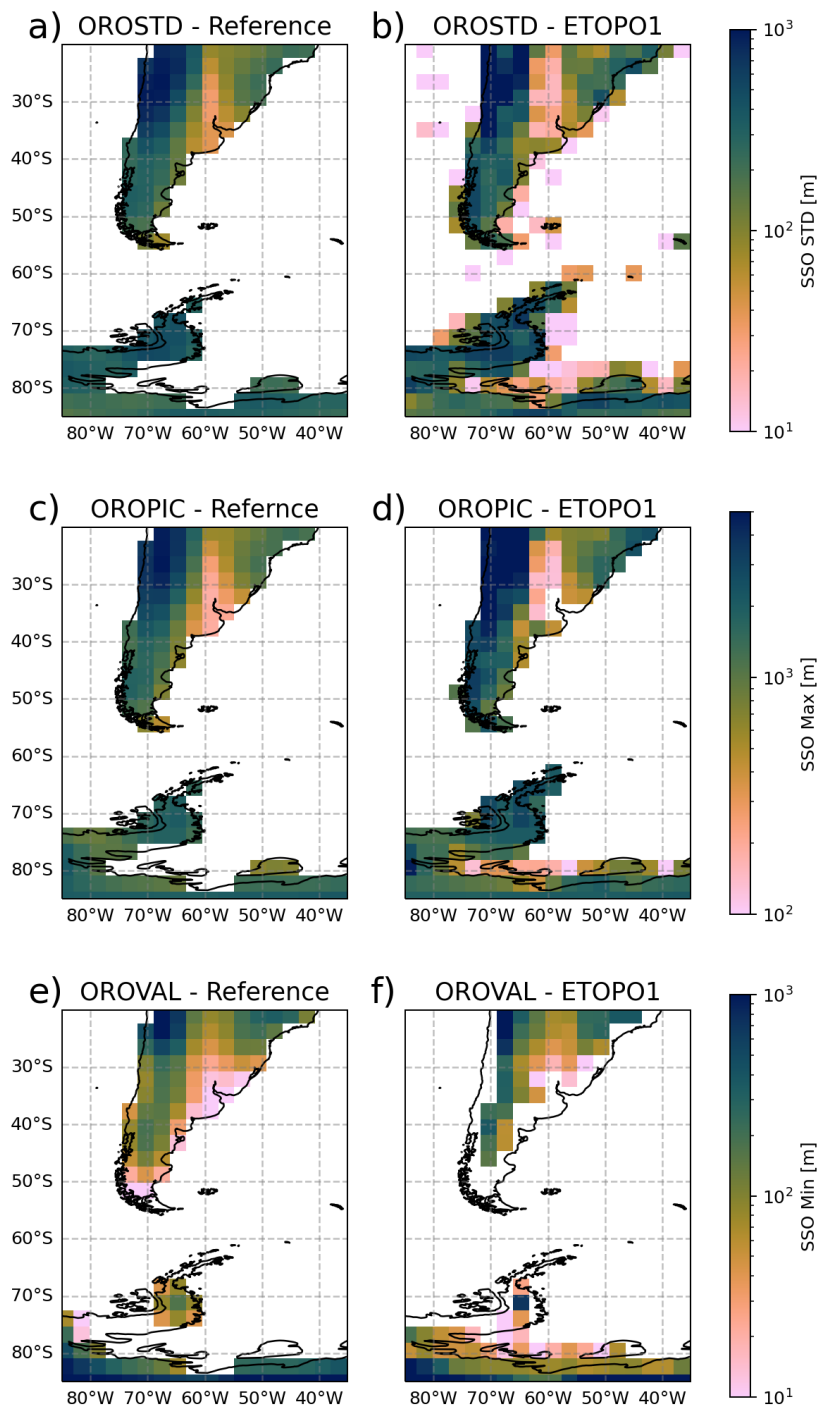 a) OROSTD - Reference
b) OROSTD - ETOPO1
30°S
40°S
50°S
60°S
70°S
80°S
80°W 70°W 60°W 50°W 40°W
80°W 70°W 60°W 50°W 40°W
10³
10²
10¹
SSO STD [m]
c) OROPIC - Refernce
d) OROPIC - ETOPO1
30°S
40°S
50°S
60°S
70°S
80°S
80°W 70°W 60°W 50°W 40°W
80°W 70°W 60°W 50°W 40°W
10³
10²
SSO Max [m]
e) OROVAL - Reference
f) OROVAL - ETOPO1
30°S
40°S
50°S
60°S
70°S
80°S
80°W 70°W 60°W 50°W 40°W
80°W 70°W 60°W 50°W 40°W
10³
10²
10¹
SSO Min [m]